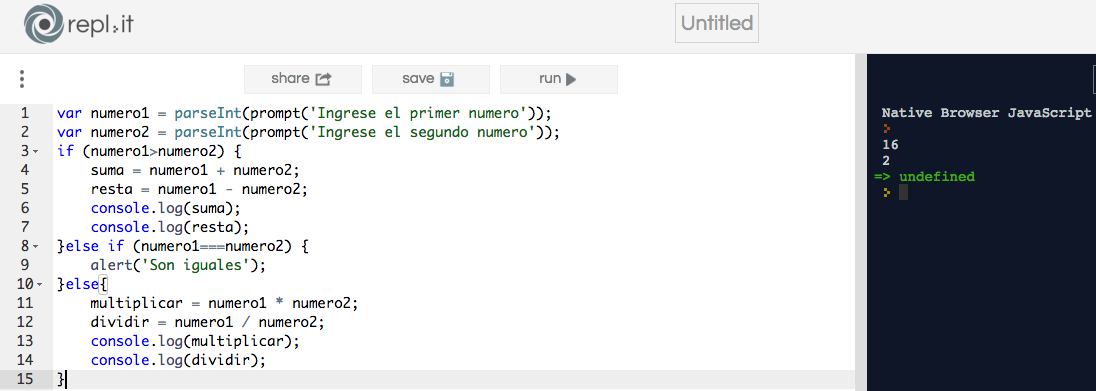 repl.it
Untitled
share
save
run
1 var numero1 = parseInt(prompt('Ingrese el primer numero'));
2 var numero2 = parseInt(prompt('Ingrese el segundo numero'));
3 if (numero1>numero2) {
4     suma = numero1 + numero2;
5     resta = numero1 - numero2;
6     console.log(suma);
7     console.log(resta);
8 }else if (numero1===numero2) {
9     alert('Son iguales');
10 }else{
11     multiplicar = numero1 * numero2;
12     dividir = numero1 / numero2;
13     console.log(multiplicar);
14     console.log(dividir);
15 }
Native Browser JavaScript
16
2
=> undefined